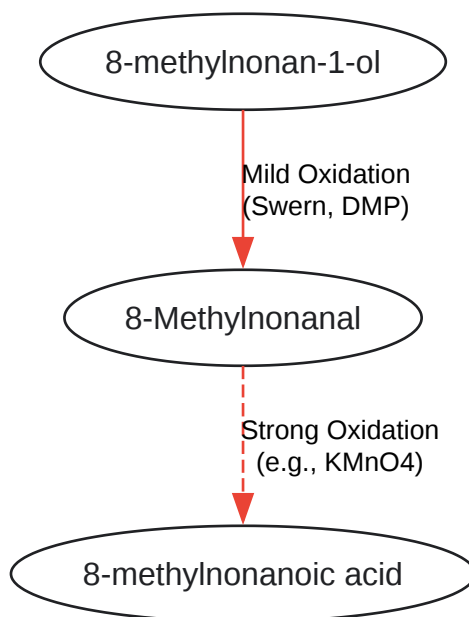 8-methylnonan-1-ol
Mild Oxidation
(Swern, DMP)
8-Methylnonanal
Strong Oxidation
(e.g., KMnO4)
8-methylnonanoic acid